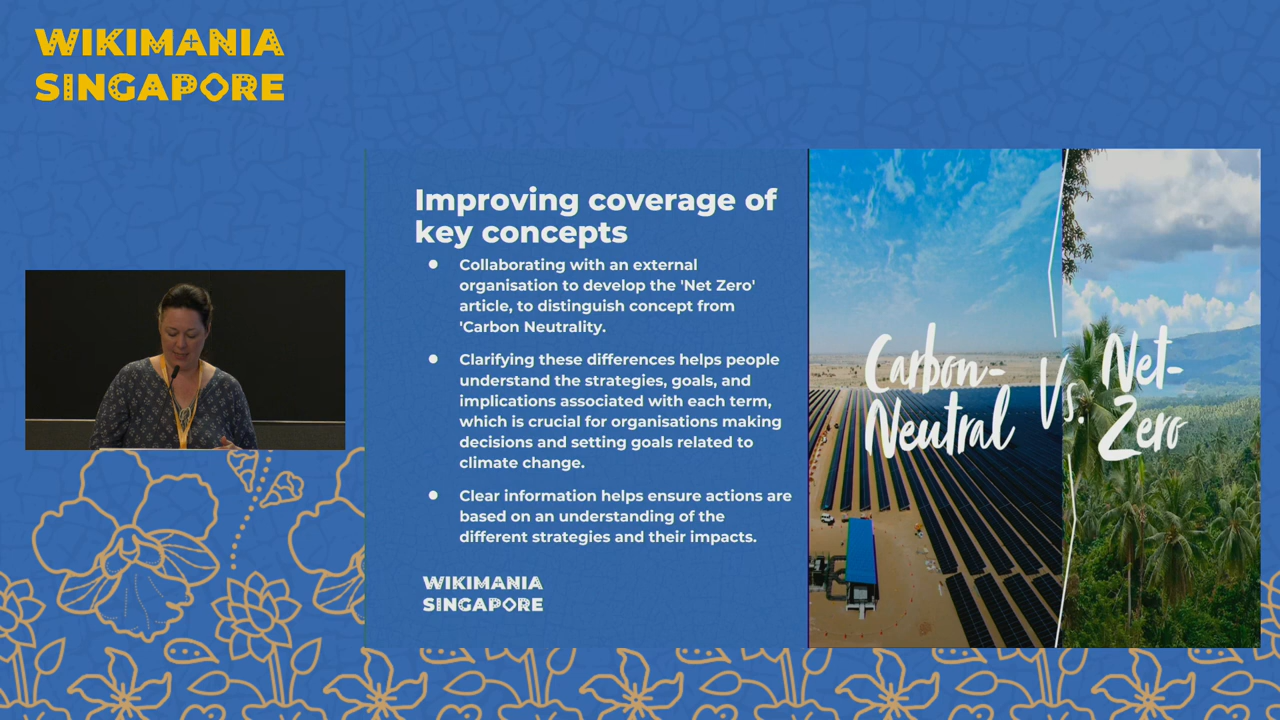 WIKIMANIA
SINGAPORE
Improving coverage of
key concepts
● Collaborating with an external
organisation to develop the 'Net Zero'
article, to distinguish concept from
'Carbon Neutrality.
● Clarifying these differences helps people
understand the strategies, goals, and
implications associated with each term,
which is crucial for organisations making
decisions and setting goals related to
climate change.
● Clear information helps ensure actions are
based on an understanding of the
different strategies and their impacts.
WIKIMANIA
SINGAPORE
Carbon-
Neutral
Vs.
Net-
Zero